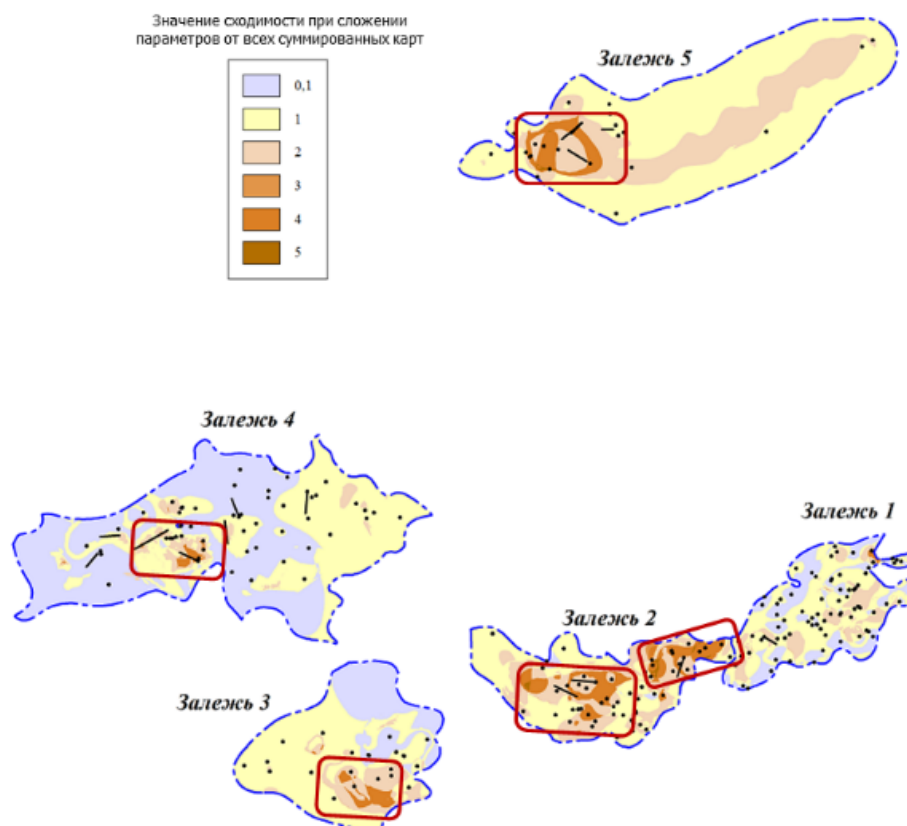 Значение сходимости при сложении
параметров от всех суммированных карт
0,1
1
2
3
4
5
Залежь 5
Залежь 4
Залежь 1
Залежь 2
Залежь 3